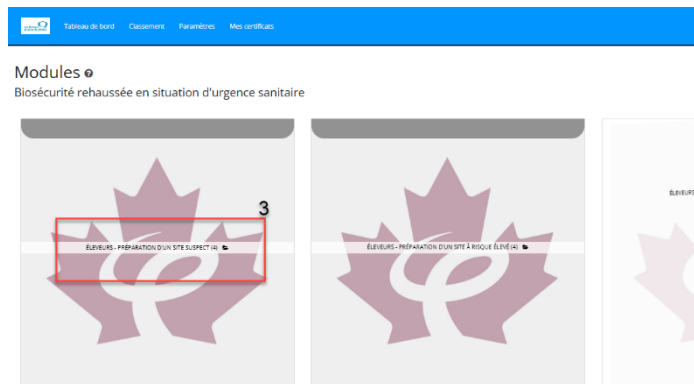 Tableau de bord Classement Paramètres Mes certificats
Modules
Biosécurité rehaussée en situation d'urgence sanitaire
3
ÉLEVEURS - PRÉPARATION D'UN SITE SUSPECT (4)
ÉLEVEURS - PRÉPARATION D'UN SITE À RISQUE ÉLEVÉ (4)
ÉLEVEURS